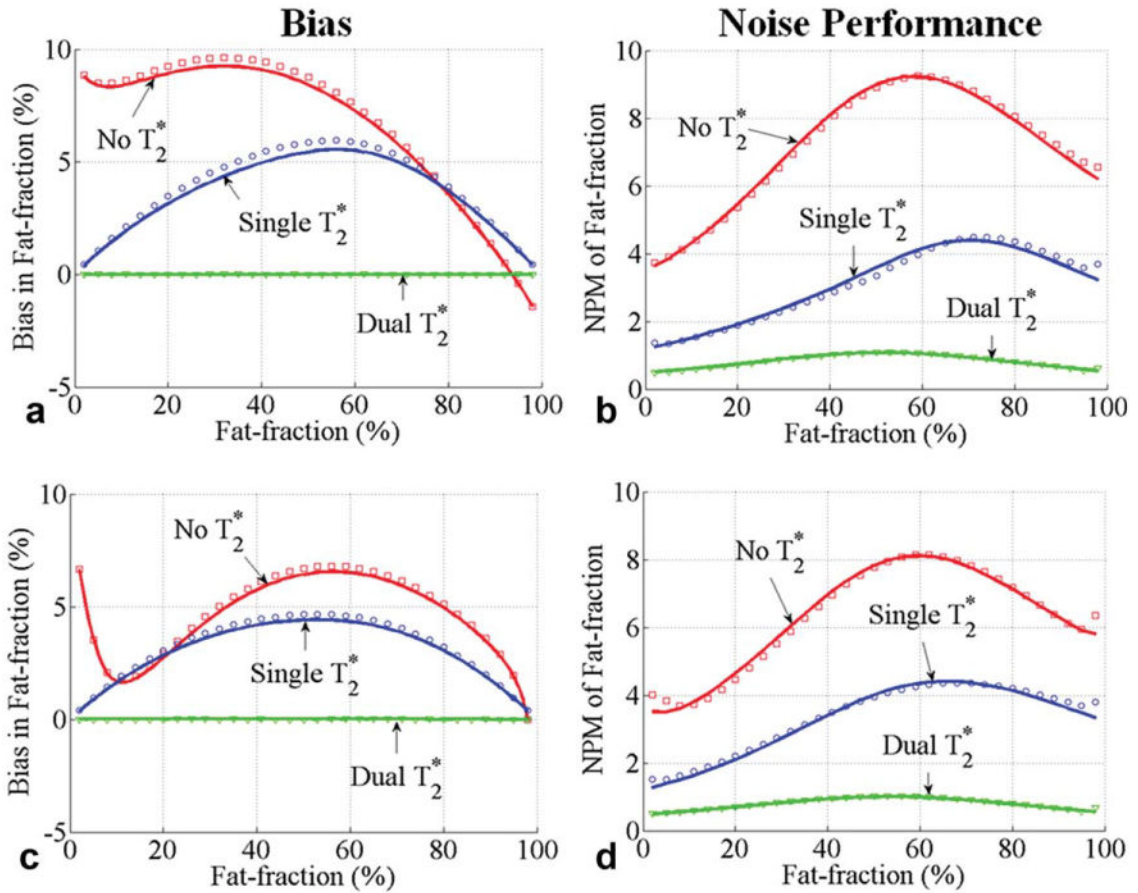 Bias
Noise Performance
Bias in Fat-fraction (%)
10
5
0
-5
0 20 40 60 80 100
Fat-fraction (%)
No T₂*
Single T₂*
Dual T₂*
a
NPM of Fat-fraction
10
8
6
4
2
0
0 20 40 60 80 100
Fat-fraction (%)
No T₂*
Single T₂*
Dual T₂*
b
Bias in Fat-fraction (%)
10
5
0
-5
0 20 40 60 80 100
Fat-fraction (%)
No T₂*
Single T₂*
Dual T₂*
c
NPM of Fat-fraction
10
8
6
4
2
0
0 20 40 60 80 100
Fat-fraction (%)
No T₂*
Single T₂*
Dual T₂*
d